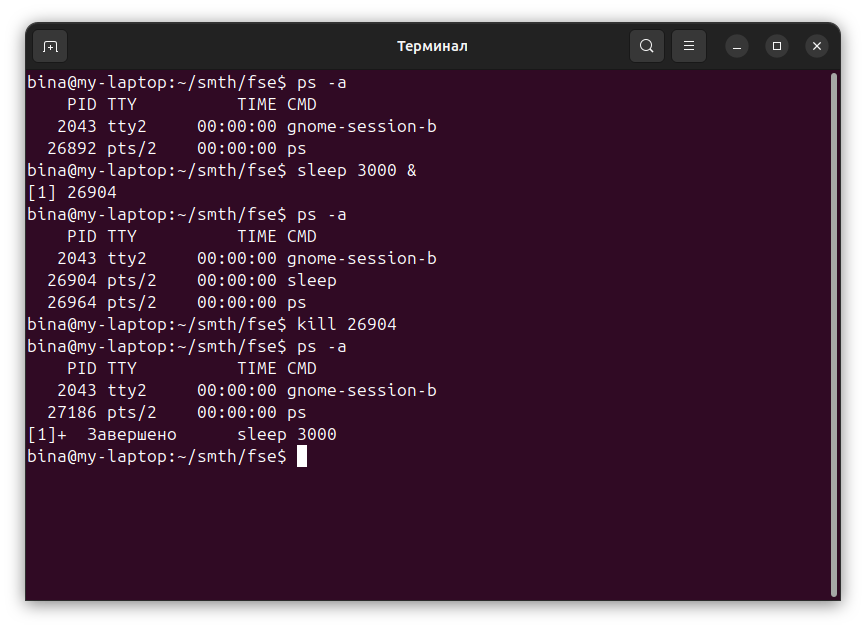 Терминал
bina@my-laptop:~/smth/fse$ ps -a
    PID TTY          TIME CMD
   2043 tty2     00:00:00 gnome-session-b
  26892 pts/2    00:00:00 ps
bina@my-laptop:~/smth/fse$ sleep 3000 &
[1] 26904
bina@my-laptop:~/smth/fse$ ps -a
    PID TTY          TIME CMD
   2043 tty2     00:00:00 gnome-session-b
  26904 pts/2    00:00:00 sleep
  26964 pts/2    00:00:00 ps
bina@my-laptop:~/smth/fse$ kill 26904
bina@my-laptop:~/smth/fse$ ps -a
    PID TTY          TIME CMD
   2043 tty2     00:00:00 gnome-session-b
  27186 pts/2    00:00:00 ps
[1]+  Завершено      sleep 3000
bina@my-laptop:~/smth/fse$